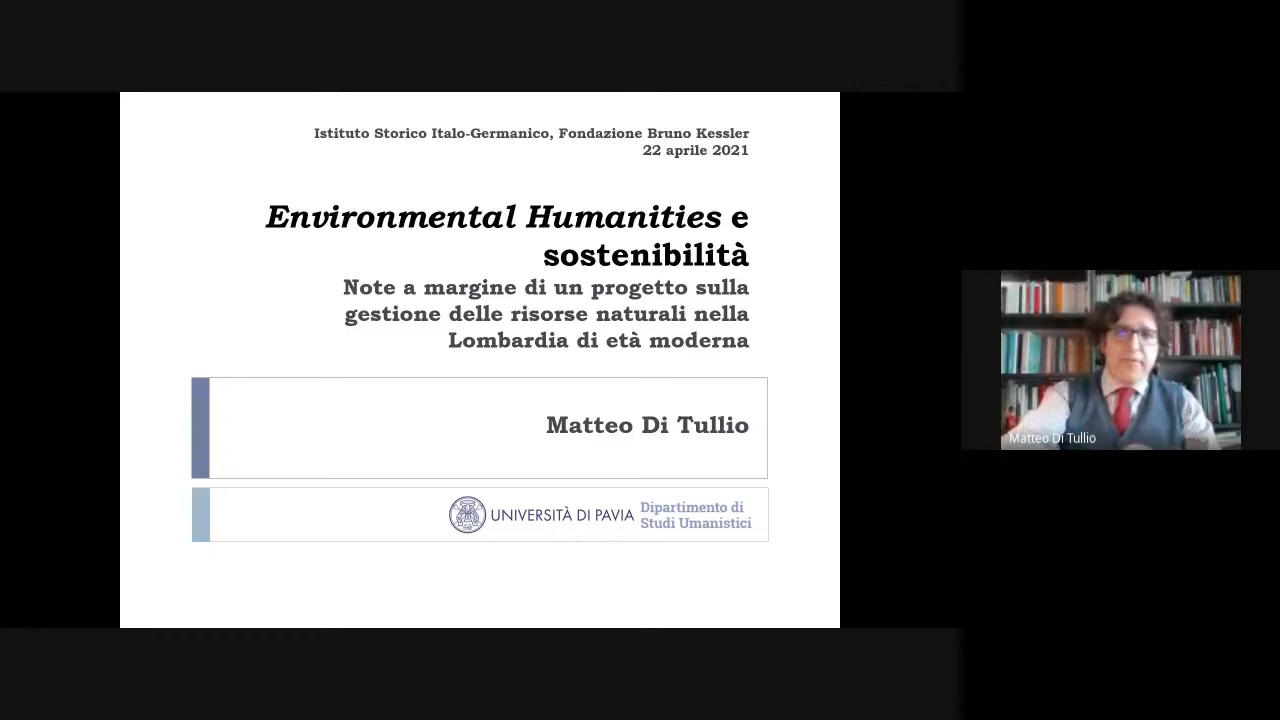 Istituto Storico Italo-Germanico, Fondazione Bruno Kessler
22 aprile 2021
Environmental Humanities e
sostenibilità
Note a margine di un progetto sulla
gestione delle risorse naturali nella
Lombardia di età moderna
Matteo Di Tullio
UNIVERSITÀ DI PAVIA
Dipartimento di
Studi Umanistici
Matteo Di Tullio